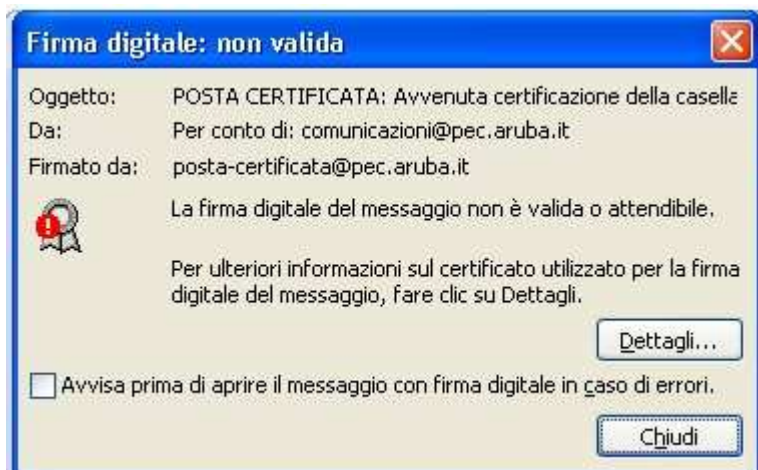 Firma digitale: non valida
Oggetto: POSTA CERTIFICATA: Avvenuta certificazione della casella
Da: Per conto di: comunicazioni@pec.aruba.it
Firmato da: posta-certificata@pec.aruba.it
La firma digitale del messaggio non è valida o attendibile.
Per ulteriori informazioni sul certificato utilizzato per la firma
digitale del messaggio, fare clic su Dettagli.
Dettagli...
Avvisa prima di aprire il messaggio con firma digitale in caso di errori.
Chiudi